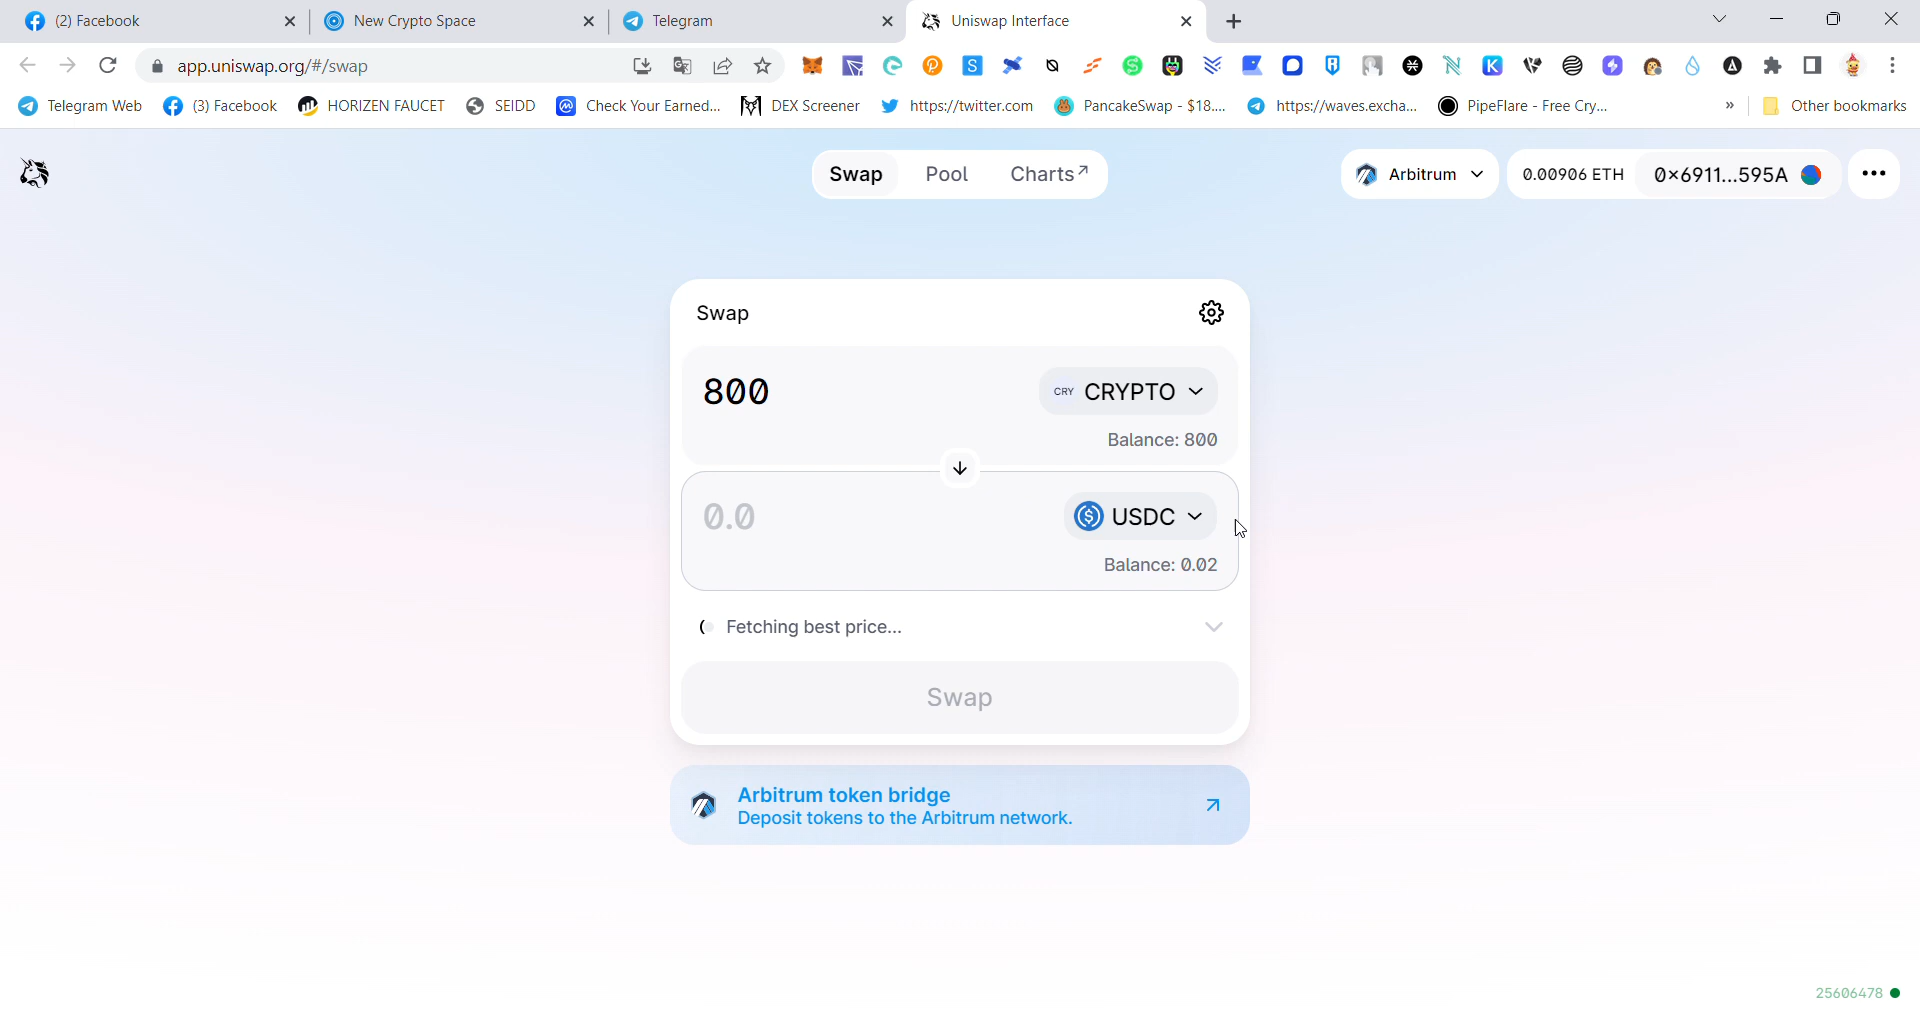 (2) Facebook
New Crypto Space
Telegram
Uniswap Interface
app.uniswap.org/#/swap
Telegram Web
(3) Facebook
HORIZEN FAUCET
SEIDD
Check Your Earned...
DEX Screener
https://twitter.com
PancakeSwap - $18....
https://waves.excha...
PipeFlare - Free Cry...
»
Other bookmarks
Swap
Pool
Charts↗
Arbitrum
0.00906 ETH
0x6911...595A
Swap
800
CRY CRYPTO
Balance: 800
0.0
USDC
Balance: 0.02
Fetching best price...
Swap
Arbitrum token bridge
Deposit tokens to the Arbitrum network.
25606478